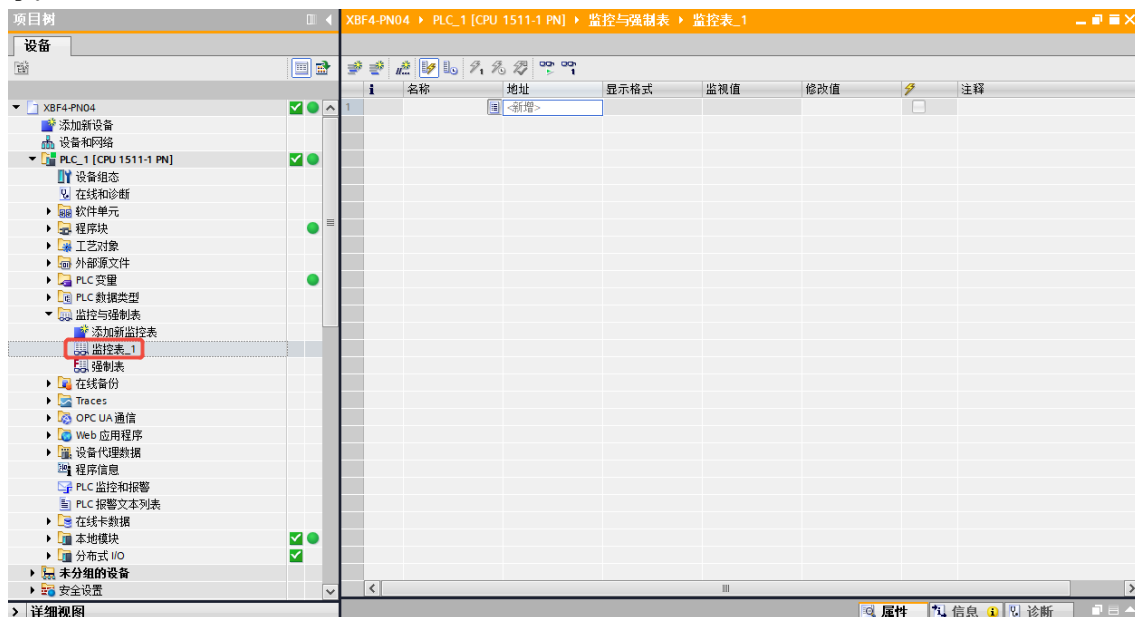 项目树
XBF4-PN04 ▸ PLC_1 [CPU 1511-1 PN] ▸ 监控与强制表 ▸ 监控表_1
设备
i 名称 地址 显示格式 监视值 修改值 注释
1 <新增>
XBF4-PN04
添加新设备
设备和网络
PLC_1 [CPU 1511-1 PN]
设备组态
在线和诊断
软件单元
程序块
工艺对象
外部源文件
PLC 变量
PLC 数据类型
监控与强制表
添加新监控表
监控表_1
强制表
在线备份
Traces
OPC UA 通信
Web 应用程序
设备代理数据
程序信息
PLC 监控和报警
PLC 报警文本列表
在线卡数据
本地模块
分布式 I/O
未分组的设备
安全设置
详细视图
属性 信息 诊断